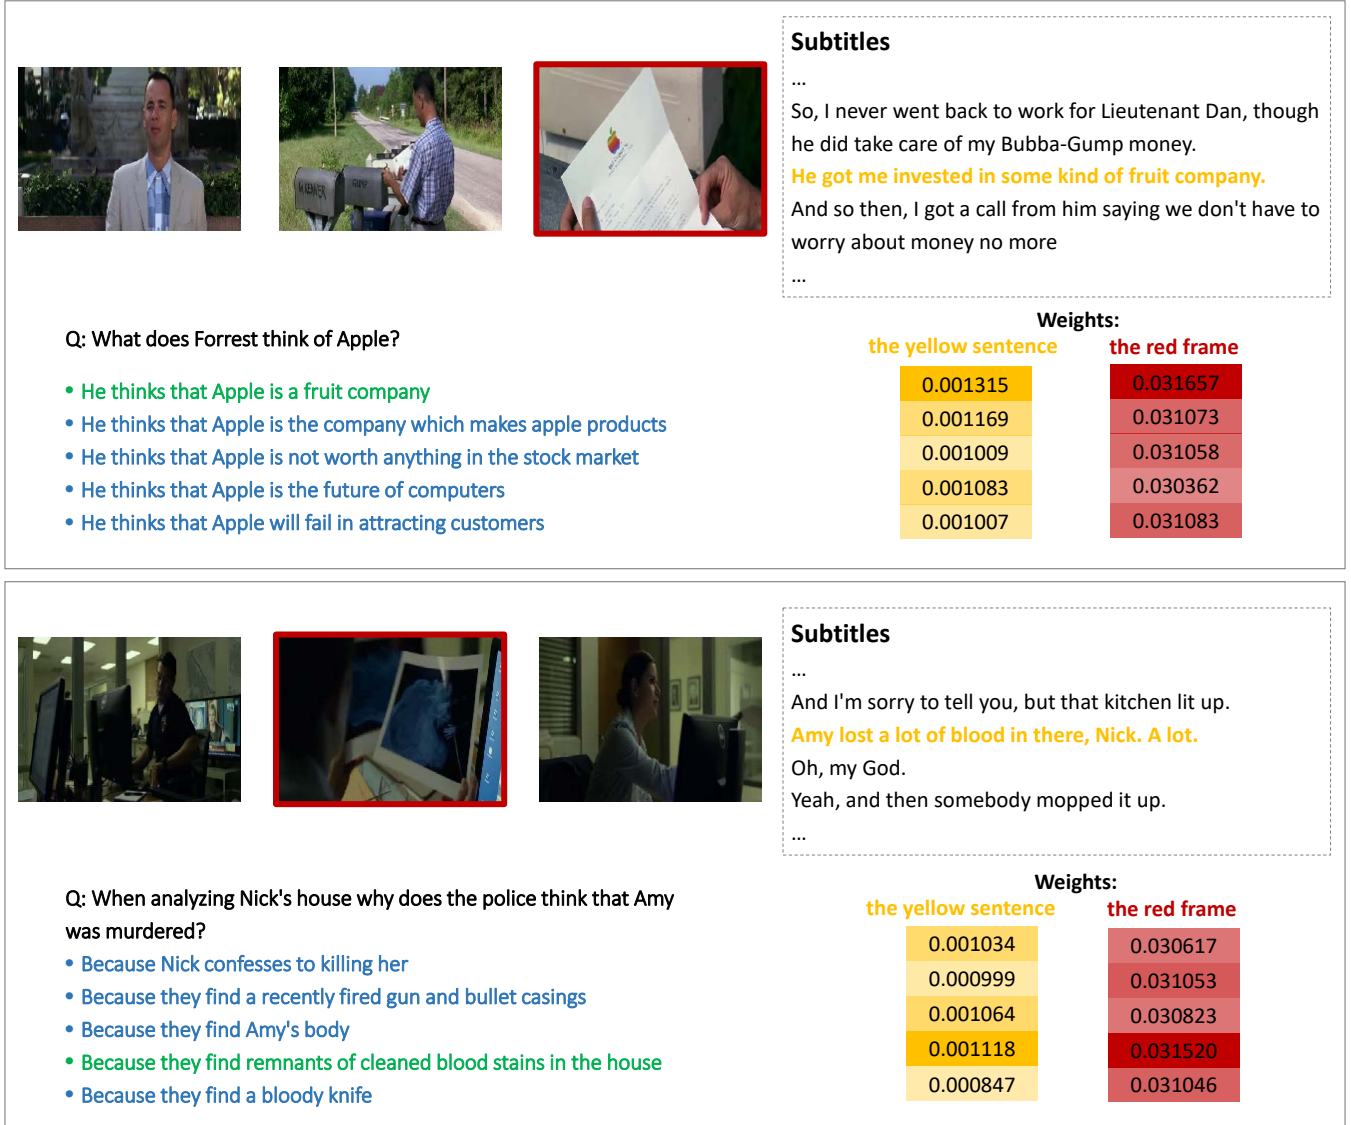 Subtitles
...
So, I never went back to work for Lieutenant Dan, though
he did take care of my Bubba-Gump money.
He got me invested in some kind of fruit company.
And so then, I got a call from him saying we don't have to
worry about money no more
...
GUMP
Q: What does Forrest think of Apple?
• He thinks that Apple is a fruit company
• He thinks that Apple is the company which makes apple products
• He thinks that Apple is not worth anything in the stock market
• He thinks that Apple is the future of computers
• He thinks that Apple will fail in attracting customers
Weights:
the yellow sentence the red frame
0.001315 0.031657
0.001169 0.031073
0.001009 0.031058
0.001083 0.030362
0.001007 0.031083
Subtitles
...
And I'm sorry to tell you, but that kitchen lit up.
Amy lost a lot of blood in there, Nick. A lot.
Oh, my God.
Yeah, and then somebody mopped it up.
...
Q: When analyzing Nick's house why does the police think that Amy
was murdered?
• Because Nick confesses to killing her
• Because they find a recently fired gun and bullet casings
• Because they find Amy's body
• Because they find remnants of cleaned blood stains in the house
• Because they find a bloody knife
Weights:
the yellow sentence the red frame
0.001034 0.030617
0.000999 0.031053
0.001064 0.030823
0.001118 0.031520
0.000847 0.031046